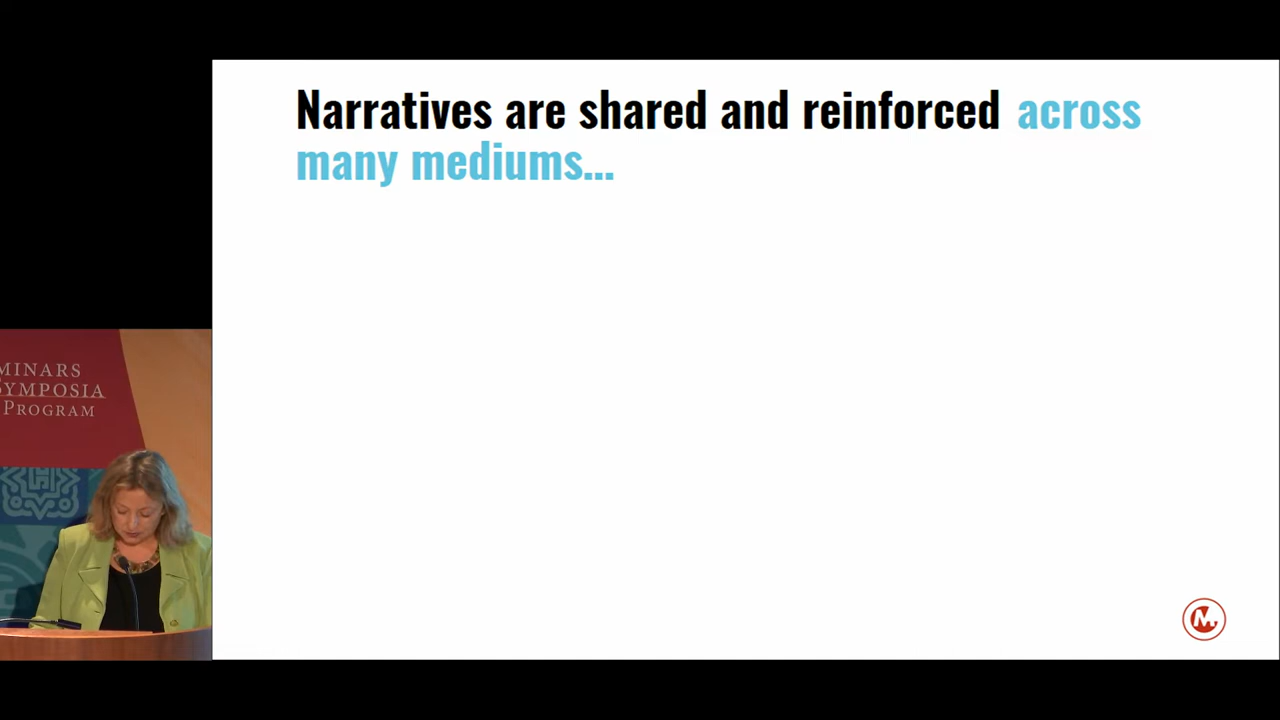 Narratives are shared and reinforced across
many mediums...
MINARS
SYMPOSIA
PROGRAM
M